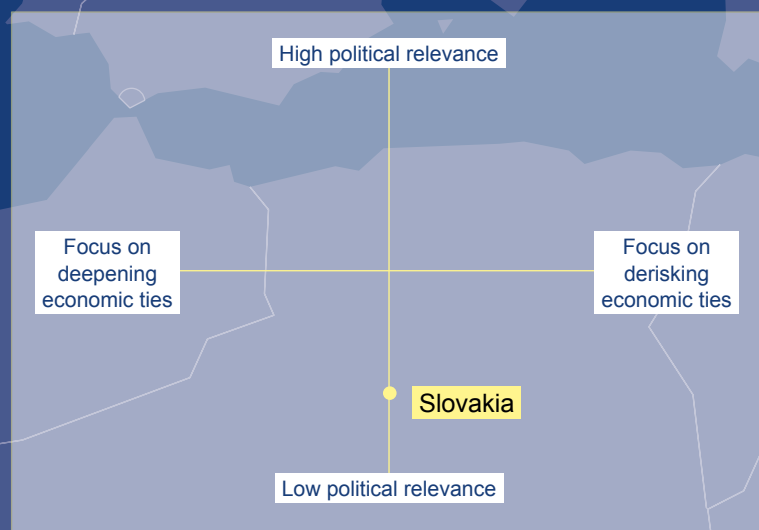 High political relevance
Focus on
deepening
economic ties
Focus on
derisking
economic ties
Slovakia
Low political relevance